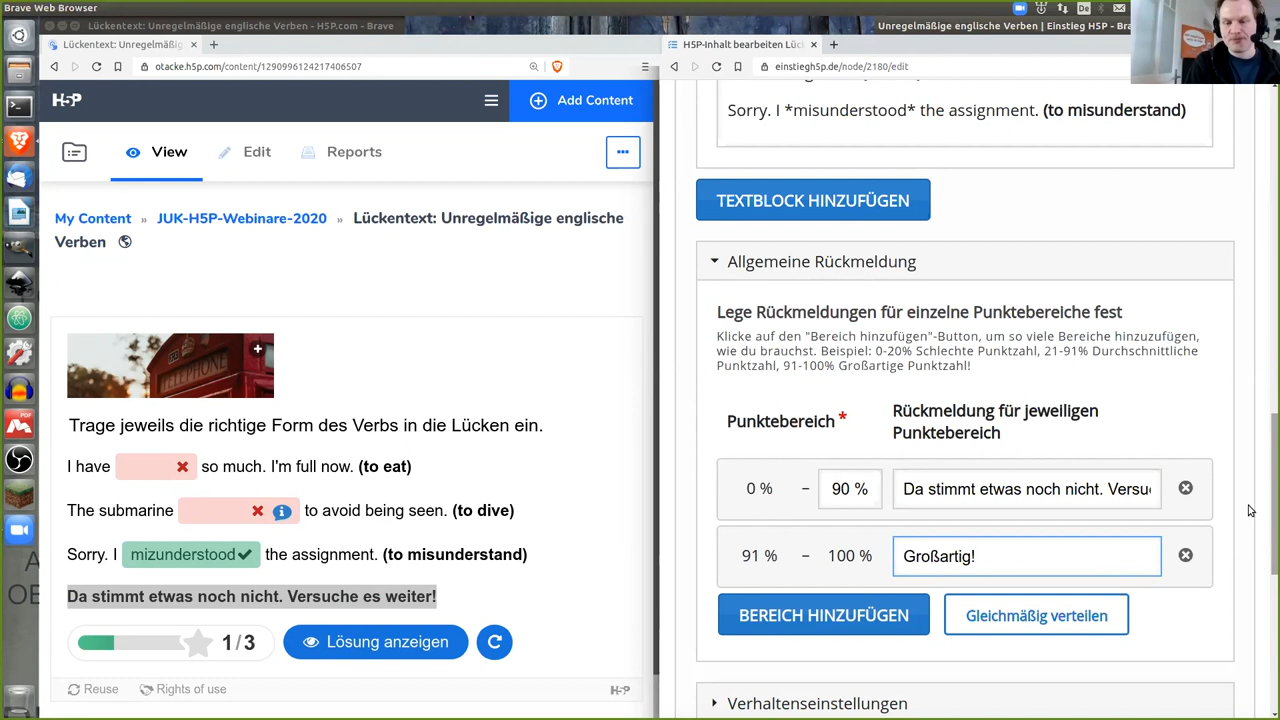 Brave Web Browser
De
Lückentext: Unregelmäßige englische Verben - H5P.com - Brave
Unregelmäßige englische Verben | Einstieg H5P - Bra
Lückentext: Unregelmäßig
H5P-Inhalt bearbeiten Lück
otacke.h5p.com/content/1290996124217406507
einstiegh5p.de/node/2180/edit
H5P
Add Content
View
Edit
Reports
My Content » JUK-H5P-Webinare-2020 » Lückentext: Unregelmäßige englische
Verben
TELEPHONE
Trage jeweils die richtige Form des Verbs in die Lücken ein.
I have so much. I'm full now. (to eat)
The submarine to avoid being seen. (to dive)
Sorry. I mizunderstood the assignment. (to misunderstand)
Da stimmt etwas noch nicht. Versuche es weiter!
1/3
Lösung anzeigen
Reuse
Rights of use
H5P
Sorry. I *misunderstood* the assignment. (to misunderstand)
TEXTBLOCK HINZUFÜGEN
Allgemeine Rückmeldung
Lege Rückmeldungen für einzelne Punktebereiche fest
Klicke auf den "Bereich hinzufügen"-Button, um so viele Bereiche hinzuzufügen,
wie du brauchst. Beispiel: 0-20% Schlechte Punktzahl, 21-91% Durchschnittliche
Punktzahl, 91-100% Großartige Punktzahl!
Punktebereich *
Rückmeldung für jeweiligen
Punktebereich
0 % – 90 % Da stimmt etwas noch nicht. Versuc
91 % – 100 % Großartig!
BEREICH HINZUFÜGEN
Gleichmäßig verteilen
Verhaltenseinstellungen